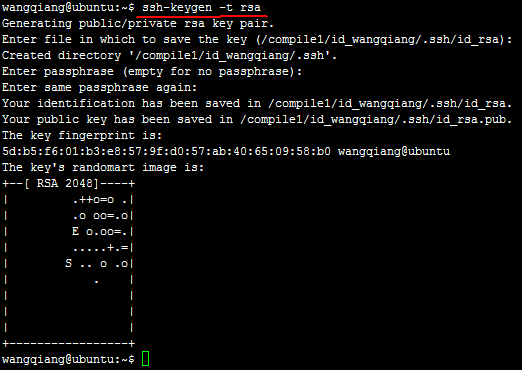 wangqiang@ubuntu:~$ ssh-keygen -t rsa
Generating public/private rsa key pair.
Enter file in which to save the key (/compile1/id_wangqiang/.ssh/id_rsa):
Created directory '/compile1/id_wangqiang/.ssh'.
Enter passphrase (empty for no passphrase):
Enter same passphrase again:
Your identification has been saved in /compile1/id_wangqiang/.ssh/id_rsa.
Your public key has been saved in /compile1/id_wangqiang/.ssh/id_rsa.pub.
The key fingerprint is:
5d:b5:f6:01:b3:e8:57:9f:d0:57:ab:40:65:09:58:b0 wangqiang@ubuntu
The key's randomart image is:
+--[ RSA 2048]----+
|         .++o=o .|
|         .o oo=.o|
|         E o.oo=.|
|         .....+.=|
|        S .. o .o|
|            .    |
|                 |
|                 |
|                 |
+-----------------+
wangqiang@ubuntu:~$